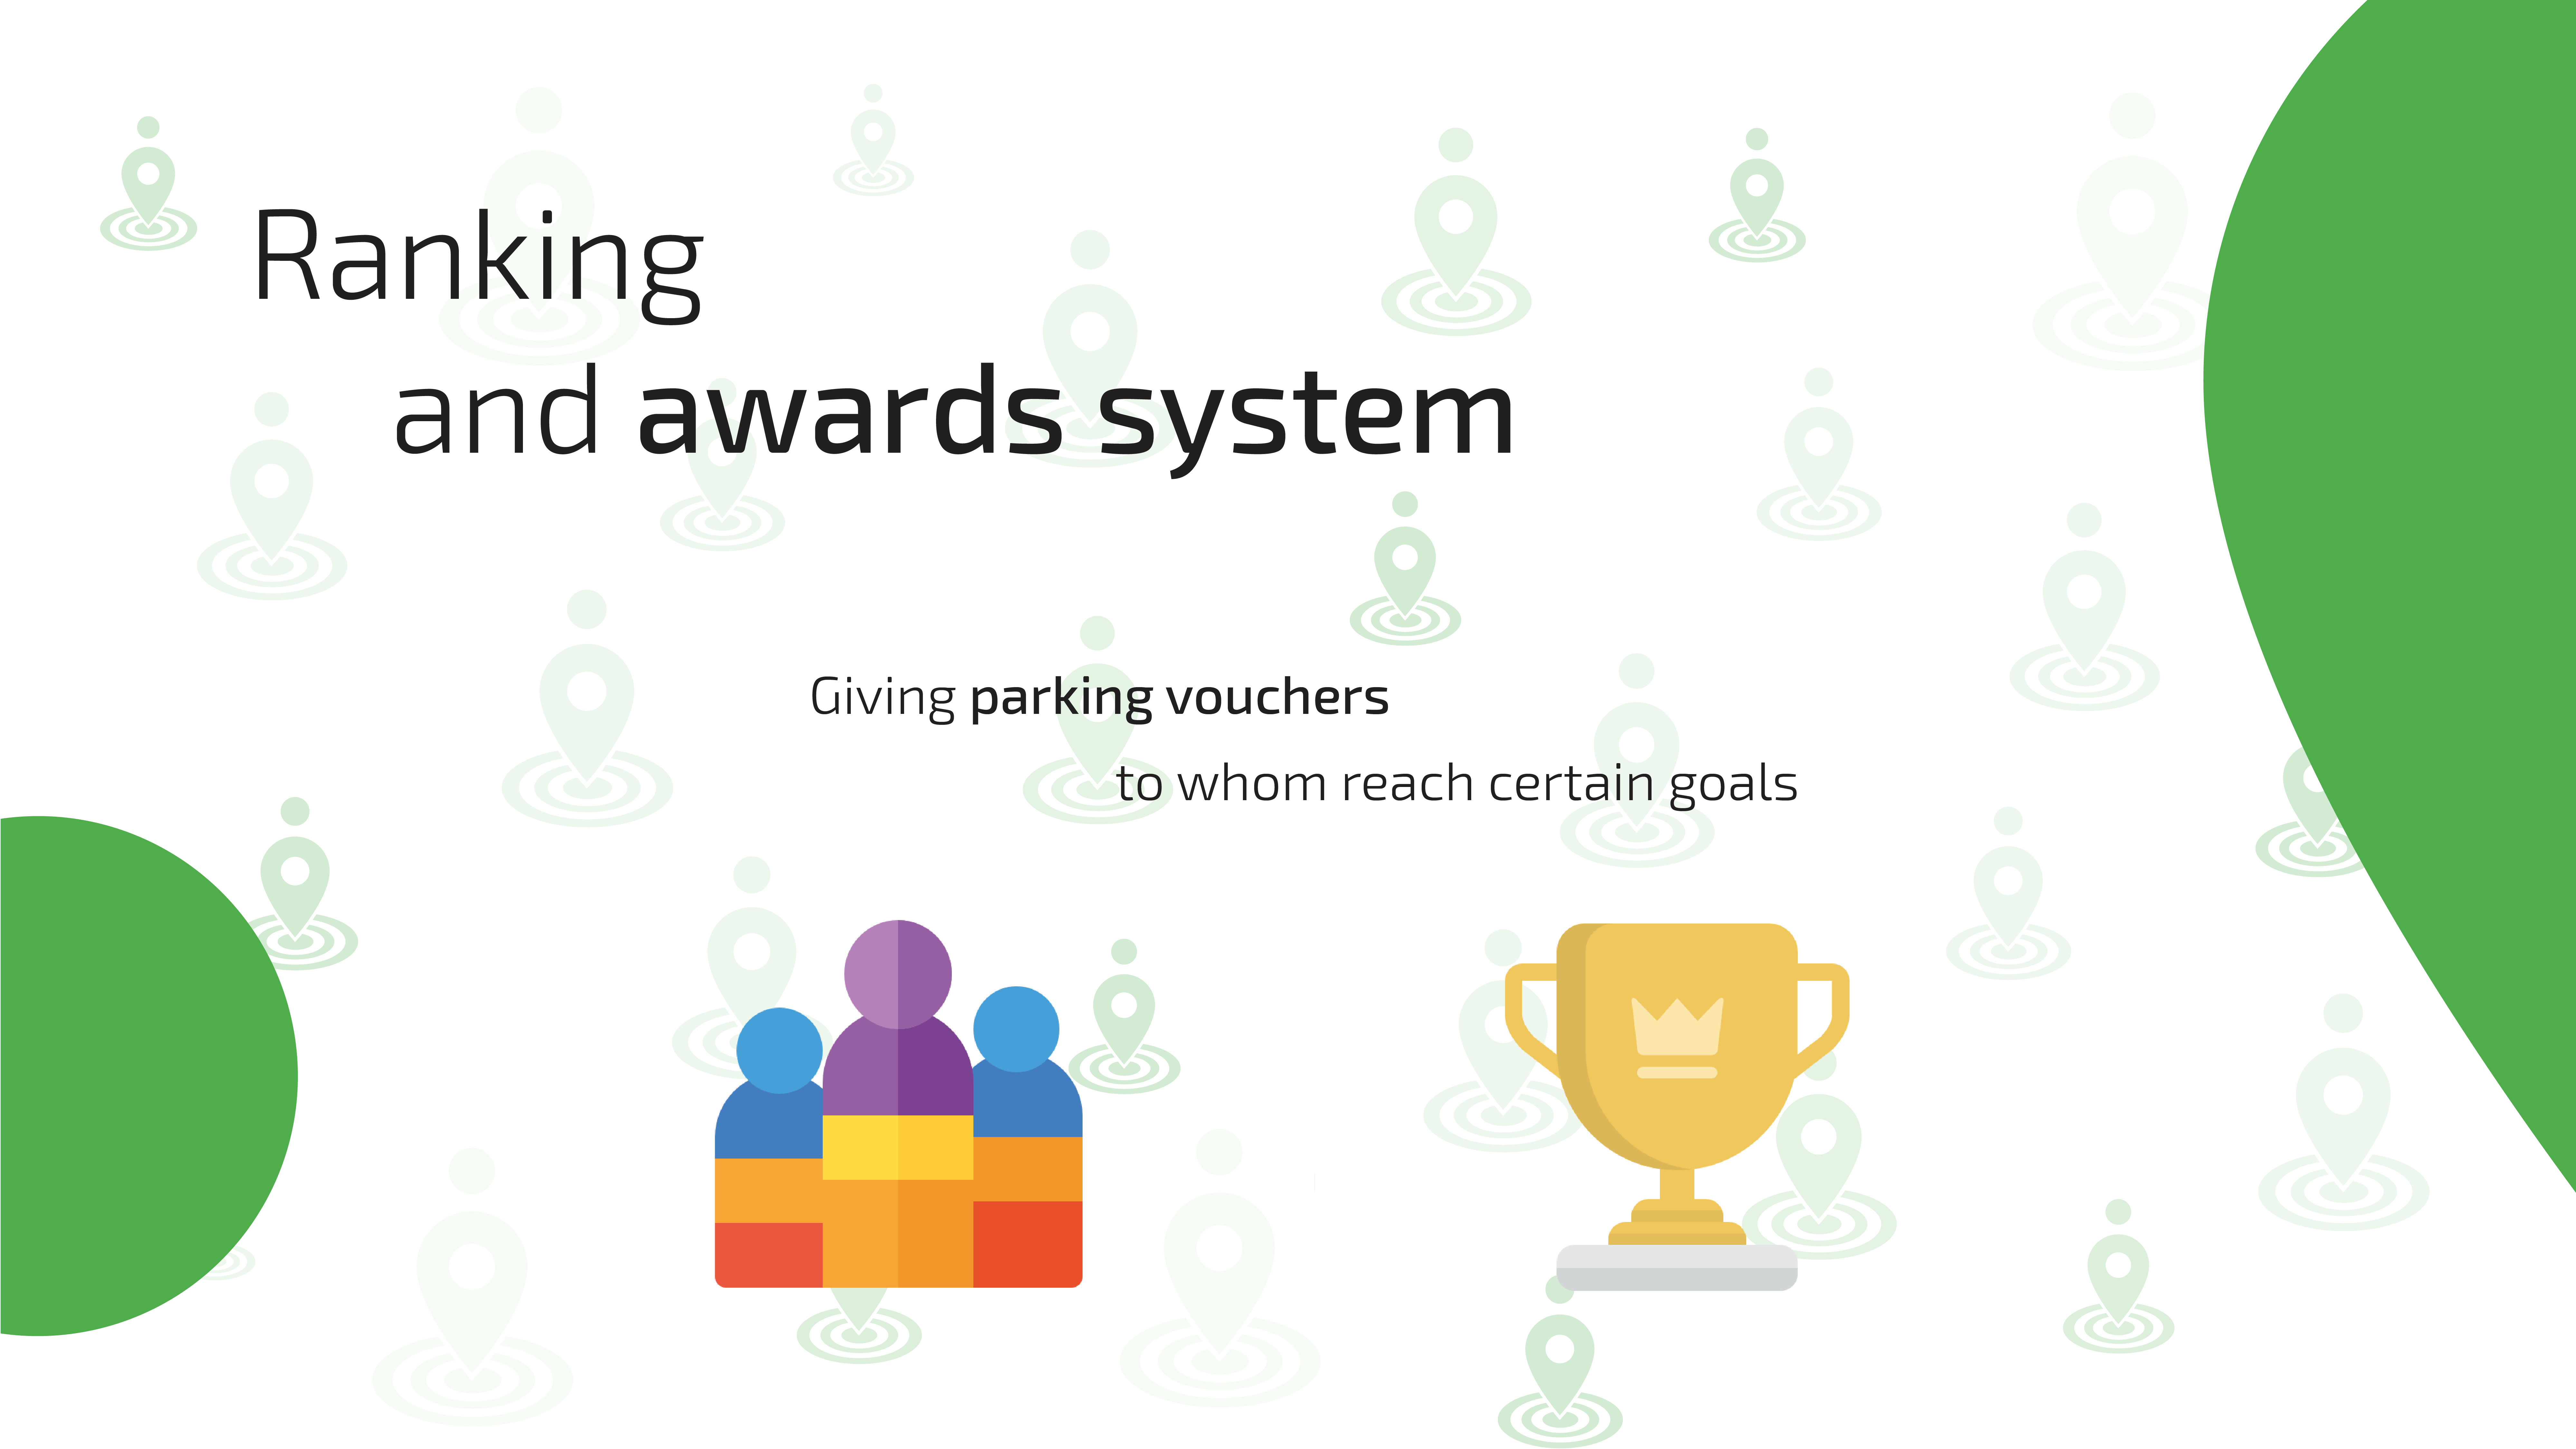 Ranking
and awards system
Giving parking vouchers
to whom reach certain goals